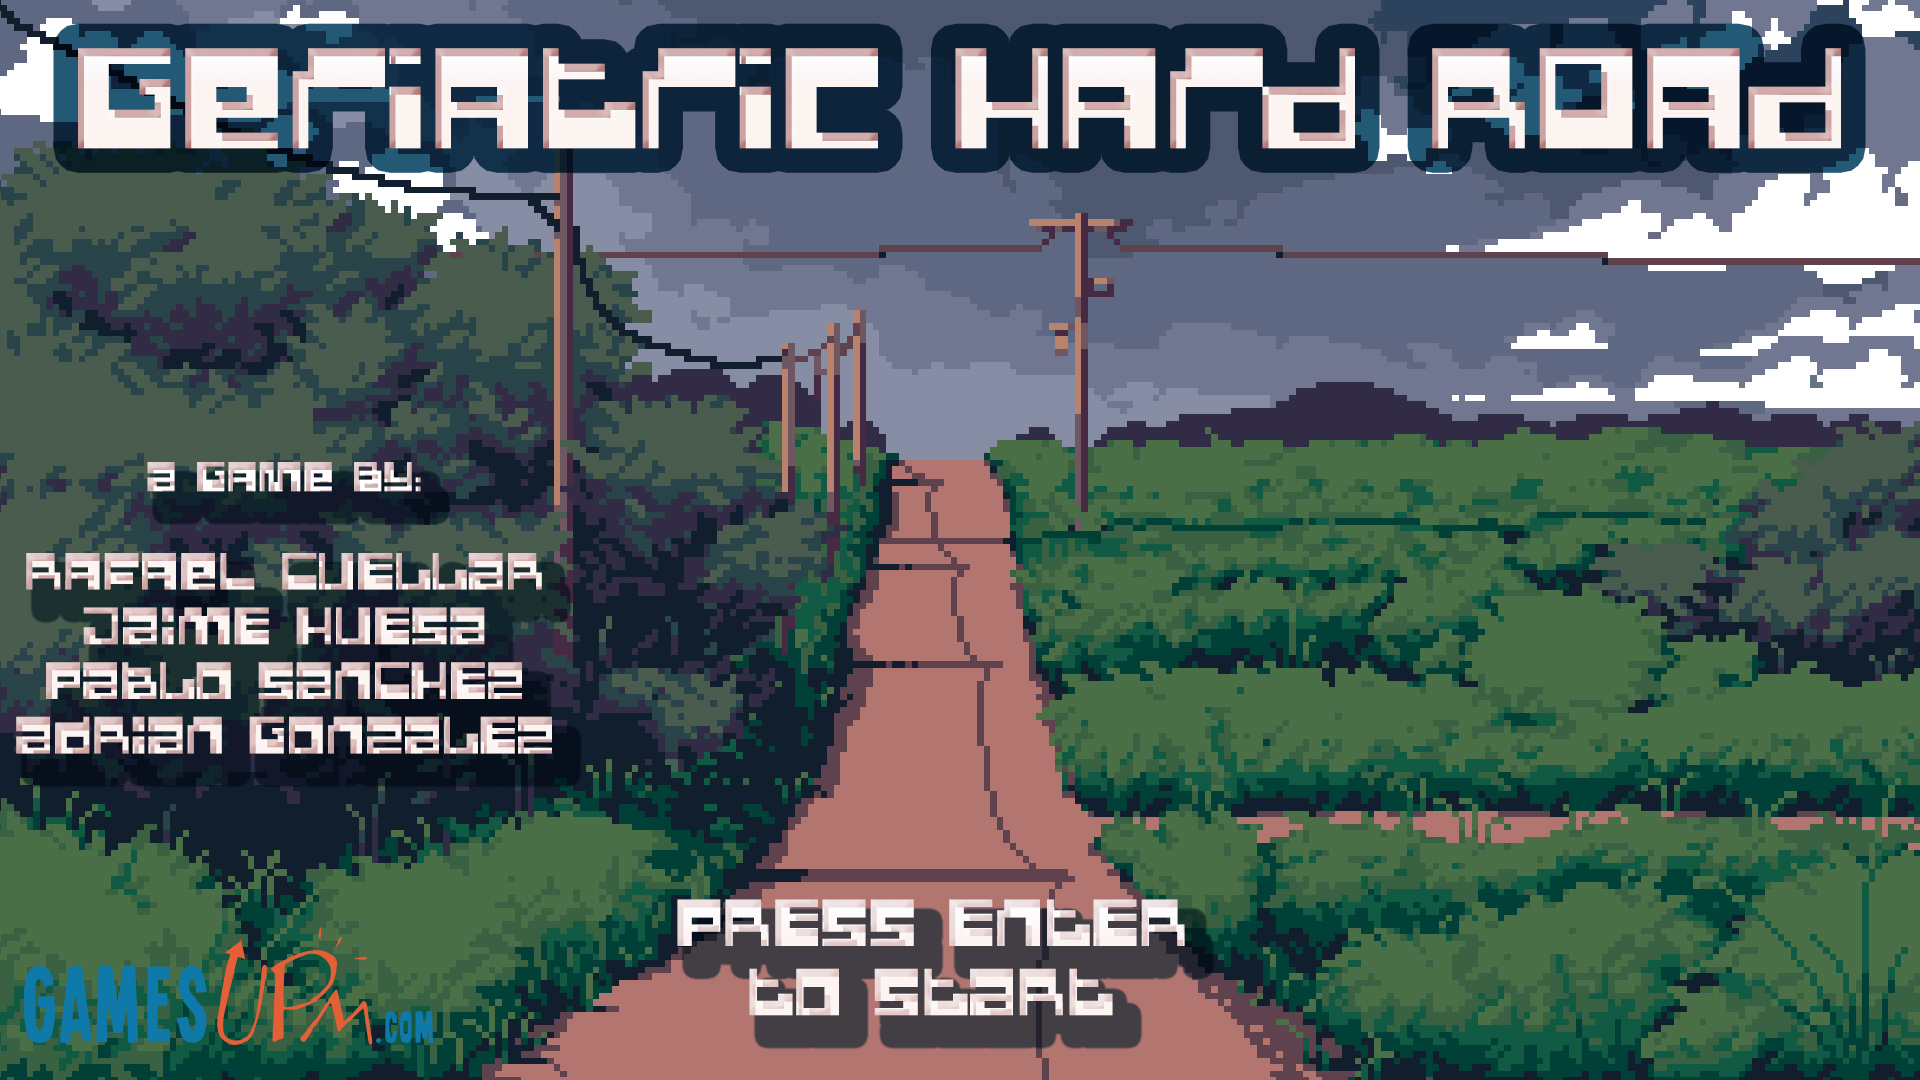 Geriatric Hard Road
a Game By:
Rafael Cuellar
Jaime Huesa
Pablo Sanchez
Adrian Gonzalez
Press Enter
to start
GAMESUPM.COM